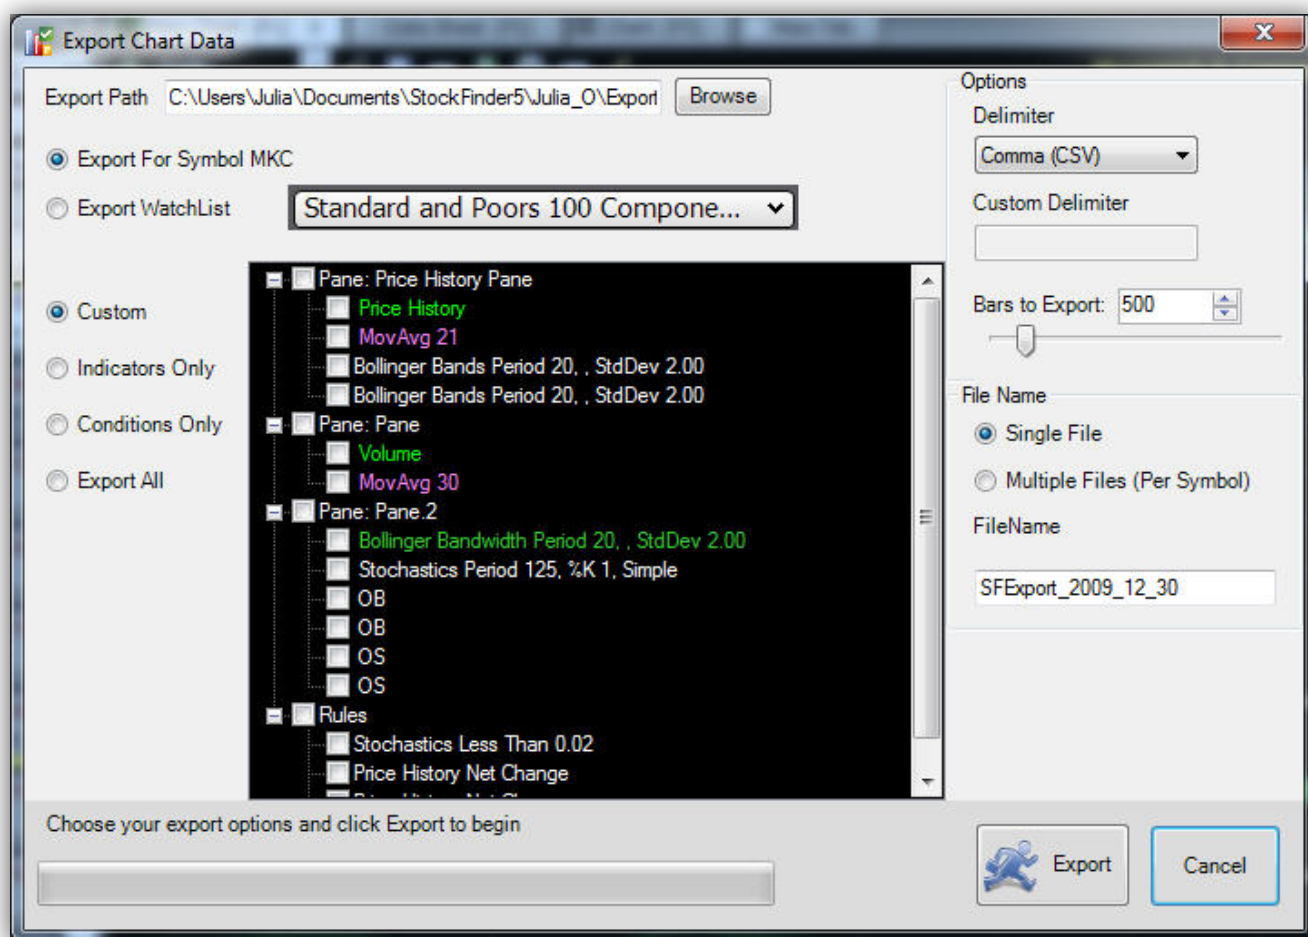 Export Chart Data
Export Path C:\Users\Julia\Documents\StockFinder5\Julia_O\Export Browse
Export For Symbol MKC
Export WatchList Standard and Poors 100 Compone...
Custom
Indicators Only
Conditions Only
Export All
Pane: Price History Pane
Price History
MovAvg 21
Bollinger Bands Period 20, , StdDev 2.00
Bollinger Bands Period 20, , StdDev 2.00
Pane: Pane
Volume
MovAvg 30
Pane: Pane.2
Bollinger Bandwidth Period 20, , StdDev 2.00
Stochastics Period 125, %K 1, Simple
OB
OB
OS
OS
Rules
Stochastics Less Than 0.02
Price History Net Change
Options
Delimiter
Comma (CSV)
Custom Delimiter
Bars to Export: 500
File Name
Single File
Multiple Files (Per Symbol)
FileName
SFExport_2009_12_30
Choose your export options and click Export to begin
Export
Cancel